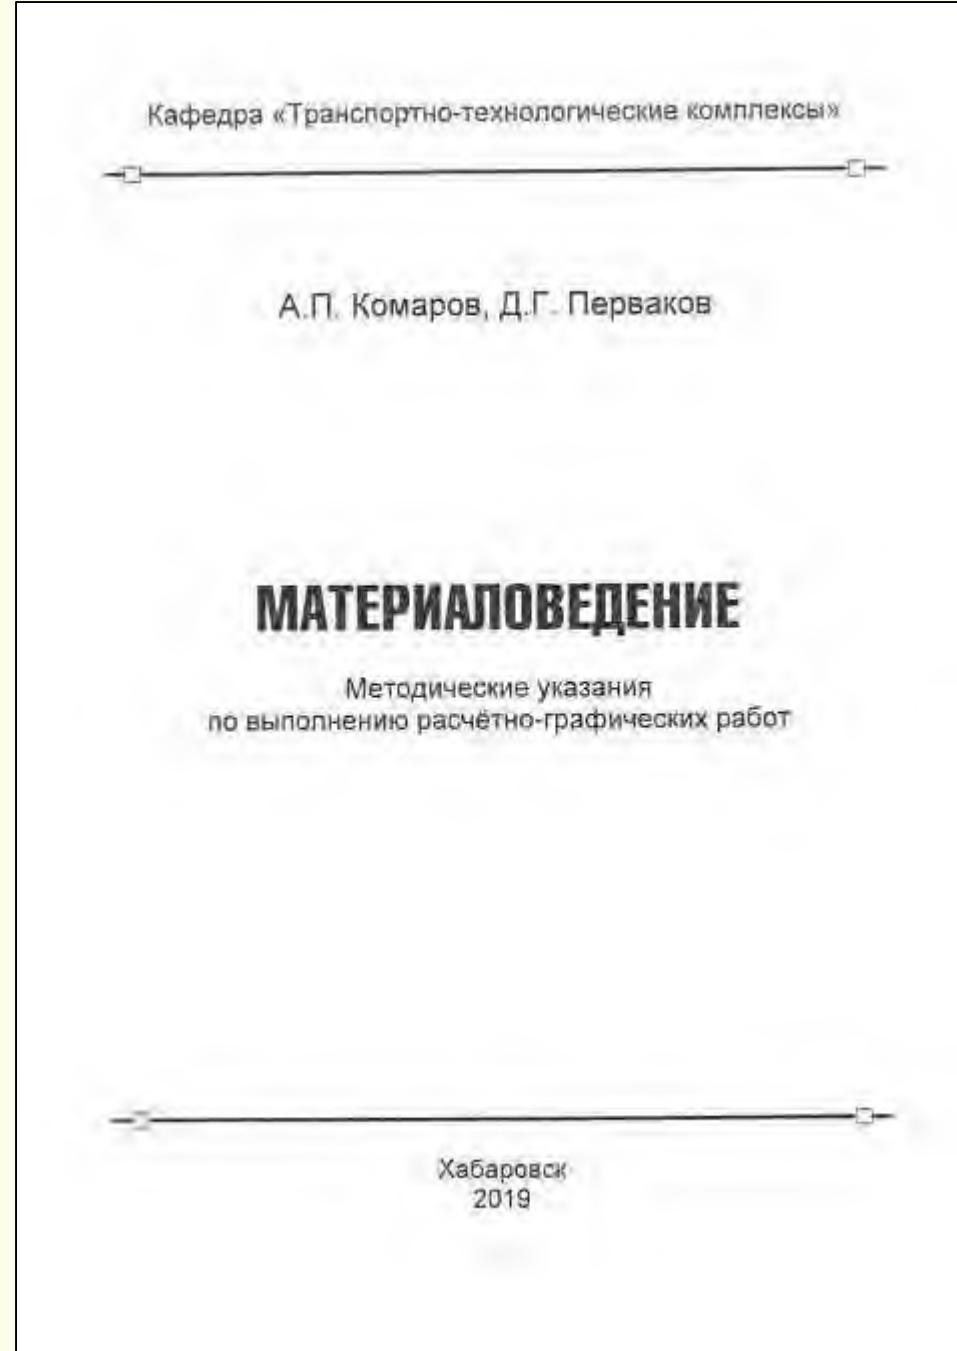 Кафедра «Транспортно-технологические комплексы»
А.П. Комаров, Д.Г. Перваков
МАТЕРИАЛОВЕДЕНИЕ
Методические указания
по выполнению расчётно-графических работ
Хабаровск
2019